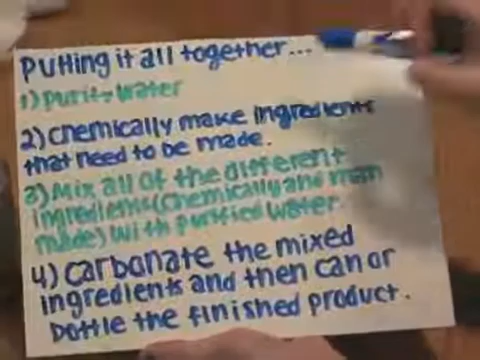 Putting it all together...
1) Purify water
2) Chemically make ingredients
that need to be made.
3) Mix all of the different
ingredients (chemically and man
made) with purified water.
4) Carbonate the mixed
ingredients and then can or
bottle the finished product.